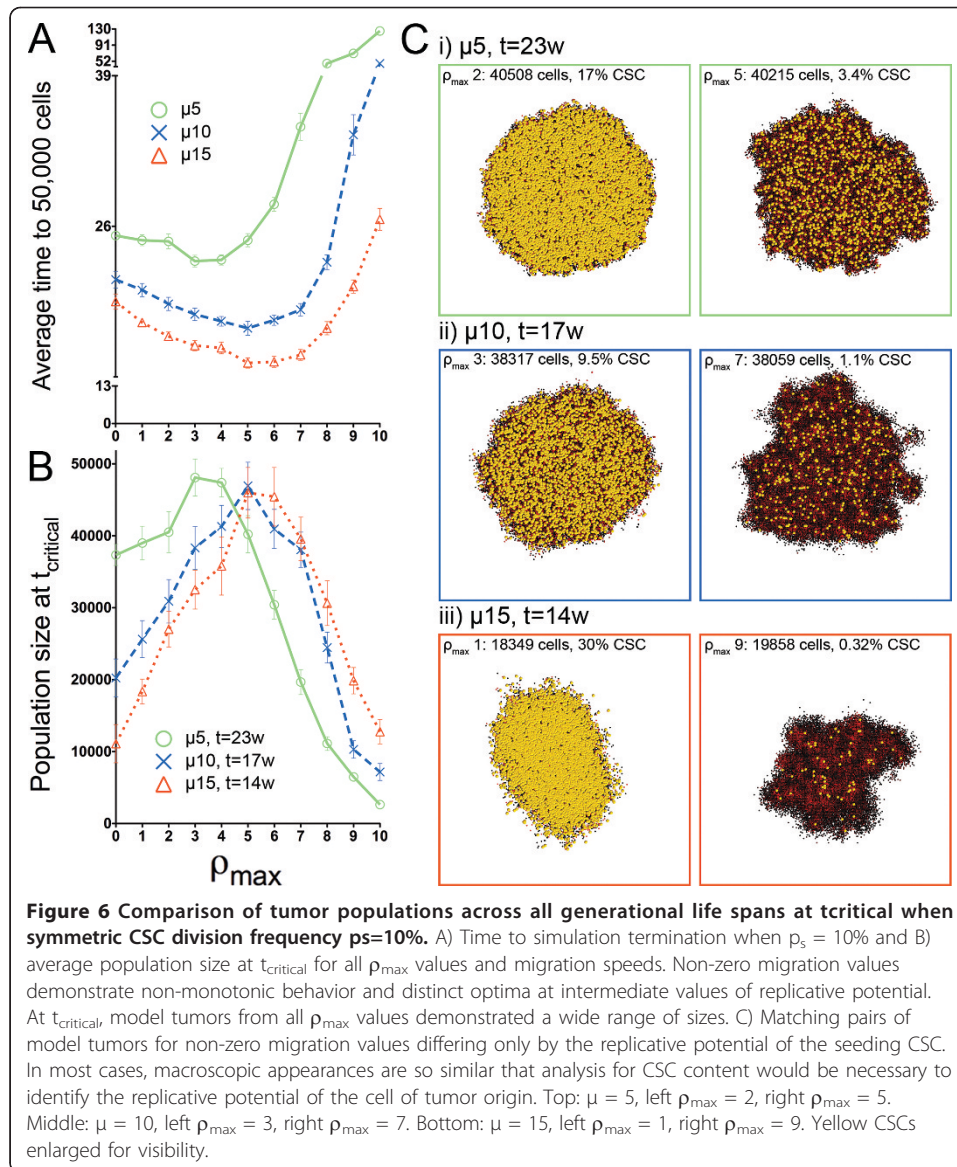 A
Average time to 50,000 cells
130
91
52
39
26
13
0
µ5
µ10
µ15
0 1 2 3 4 5 6 7 8 9 10
B
Population size at t_critical
50000
40000
30000
20000
10000
0
µ5, t=23w
µ10, t=17w
µ15, t=14w
0 1 2 3 4 5 6 7 8 9 10
ρmax
C
i) µ5, t=23w
ρmax 2: 40508 cells, 17% CSC
ρmax 5: 40215 cells, 3.4% CSC
ii) µ10, t=17w
ρmax 3: 38317 cells, 9.5% CSC
ρmax 7: 38059 cells, 1.1% CSC
iii) µ15, t=14w
ρmax 1: 18349 cells, 30% CSC
ρmax 9: 19858 cells, 0.32% CSC
Figure 6 Comparison of tumor populations across all generational life spans at tcritical when
symmetric CSC division frequency ps=10%. A) Time to simulation termination when ps = 10% and B)
average population size at tcritical for all ρmax values and migration speeds. Non-zero migration values
demonstrate non-monotonic behavior and distinct optima at intermediate values of replicative potential.
At tcritical, model tumors from all ρmax values demonstrated a wide range of sizes. C) Matching pairs of
model tumors for non-zero migration values differing only by the replicative potential of the seeding CSC.
In most cases, macroscopic appearances are so similar that analysis for CSC content would be necessary to
identify the replicative potential of the cell of tumor origin. Top: μ = 5, left ρmax = 2, right ρmax = 5.
Middle: μ = 10, left ρmax = 3, right ρmax = 7. Bottom: μ = 15, left ρmax = 1, right ρmax = 9. Yellow CSCs
enlarged for visibility.